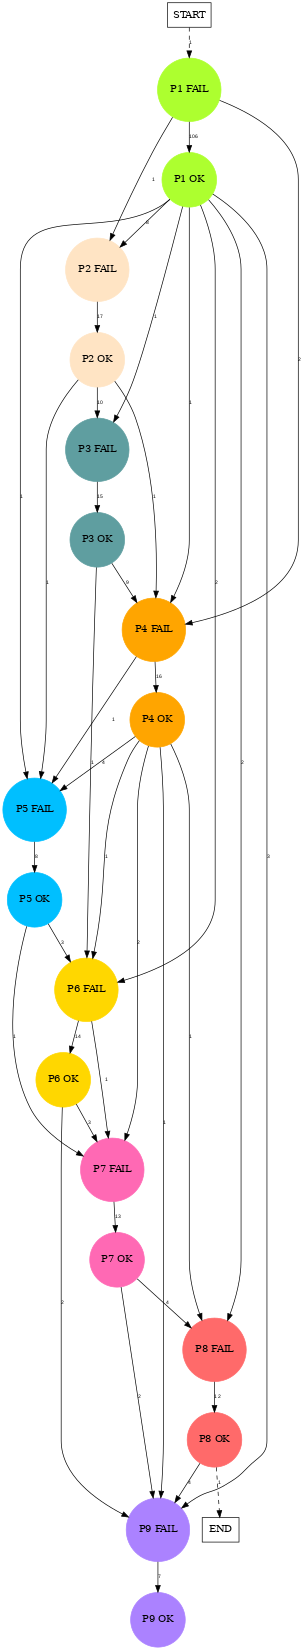 START
P1 FAIL
106
P1 OK
1
P2 FAIL
17
P2 OK
10
1
P3 FAIL
15
P3 OK
1
1
2
9
P4 FAIL
16
P4 OK
1
1
1
4
P5 FAIL
8
P5 OK
1
1
2
2
3
P6 FAIL
14
P6 OK
3
1
2
3
P7 FAIL
13
P7 OK
1
1
2
4
P8 FAIL
12
P8 OK
2
1
3
4
1
P9 FAIL
END
7
P9 OK